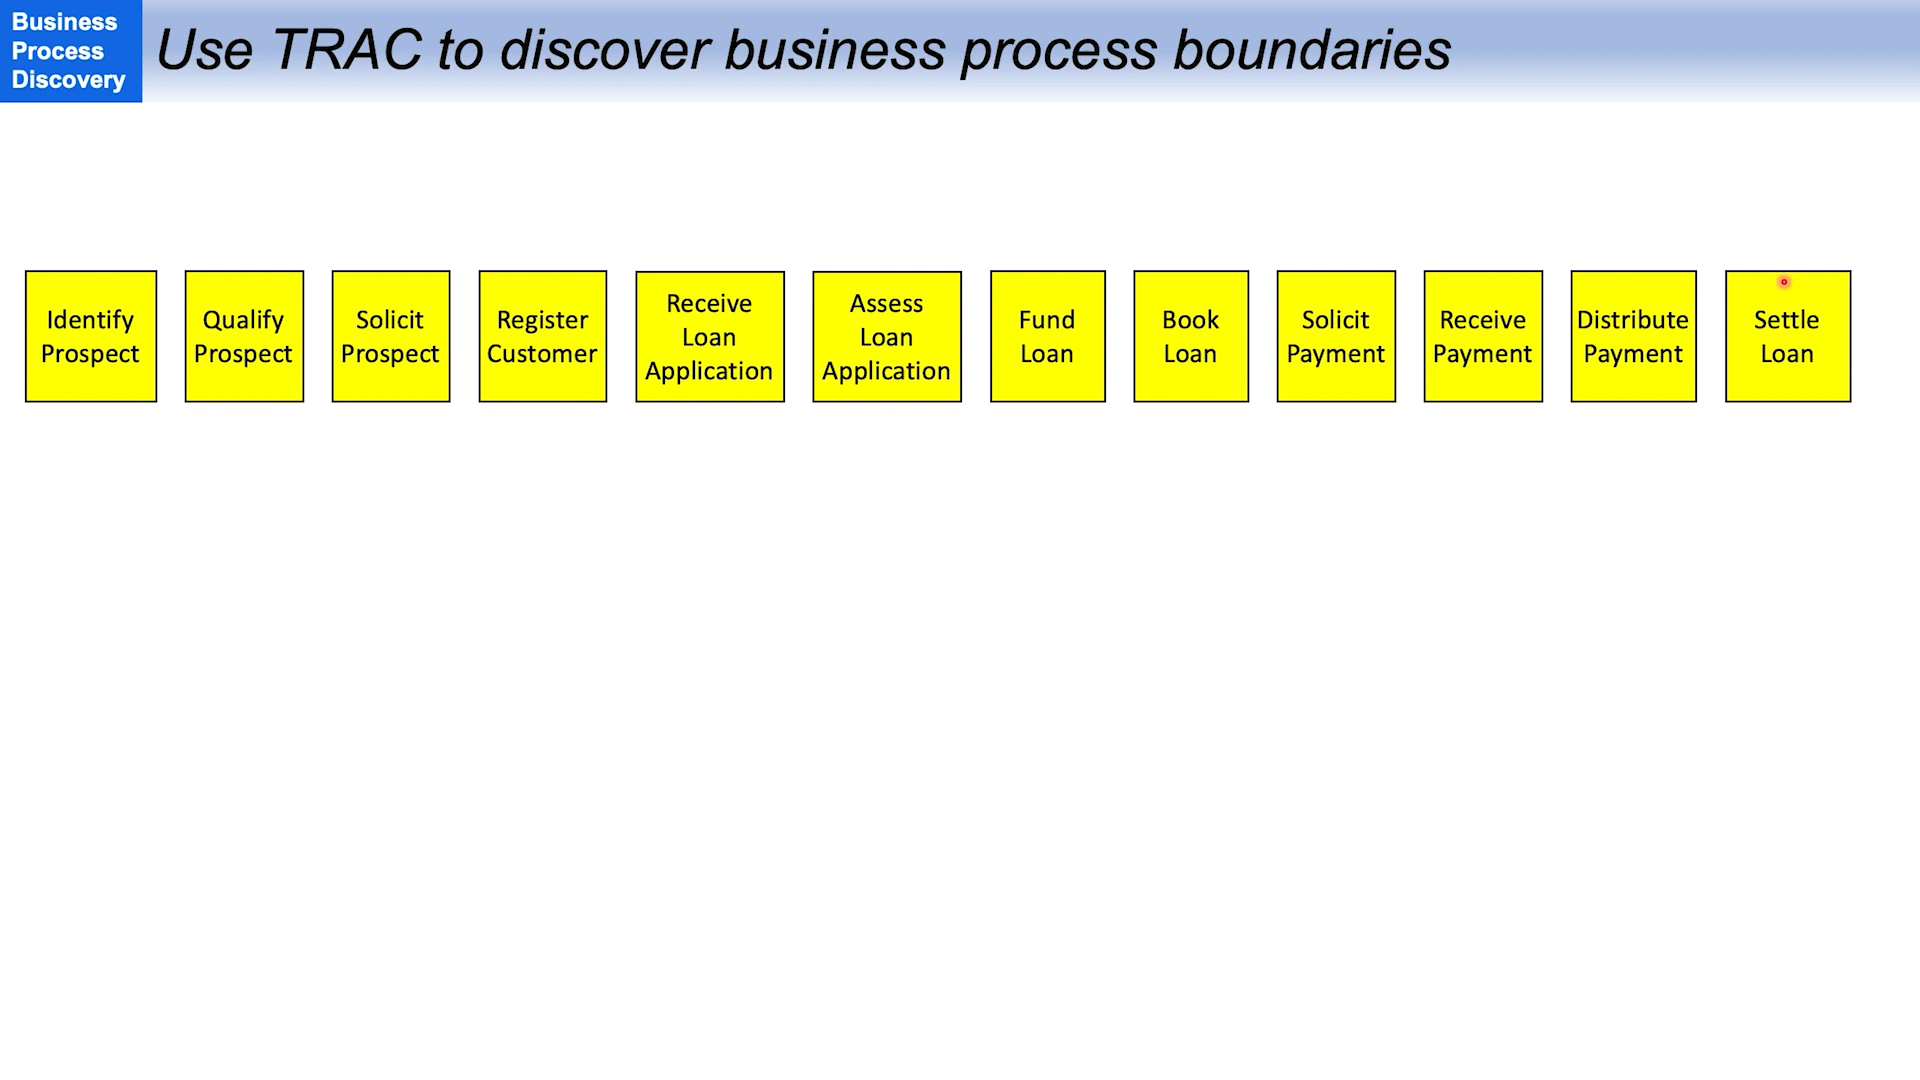 Business
Process
Discovery
Use TRAC to discover business process boundaries
Identify
Prospect
Qualify
Prospect
Solicit
Prospect
Register
Customer
Receive
Loan
Application
Assess
Loan
Application
Fund
Loan
Book
Loan
Solicit
Payment
Receive
Payment
Distribute
Payment
Settle
Loan